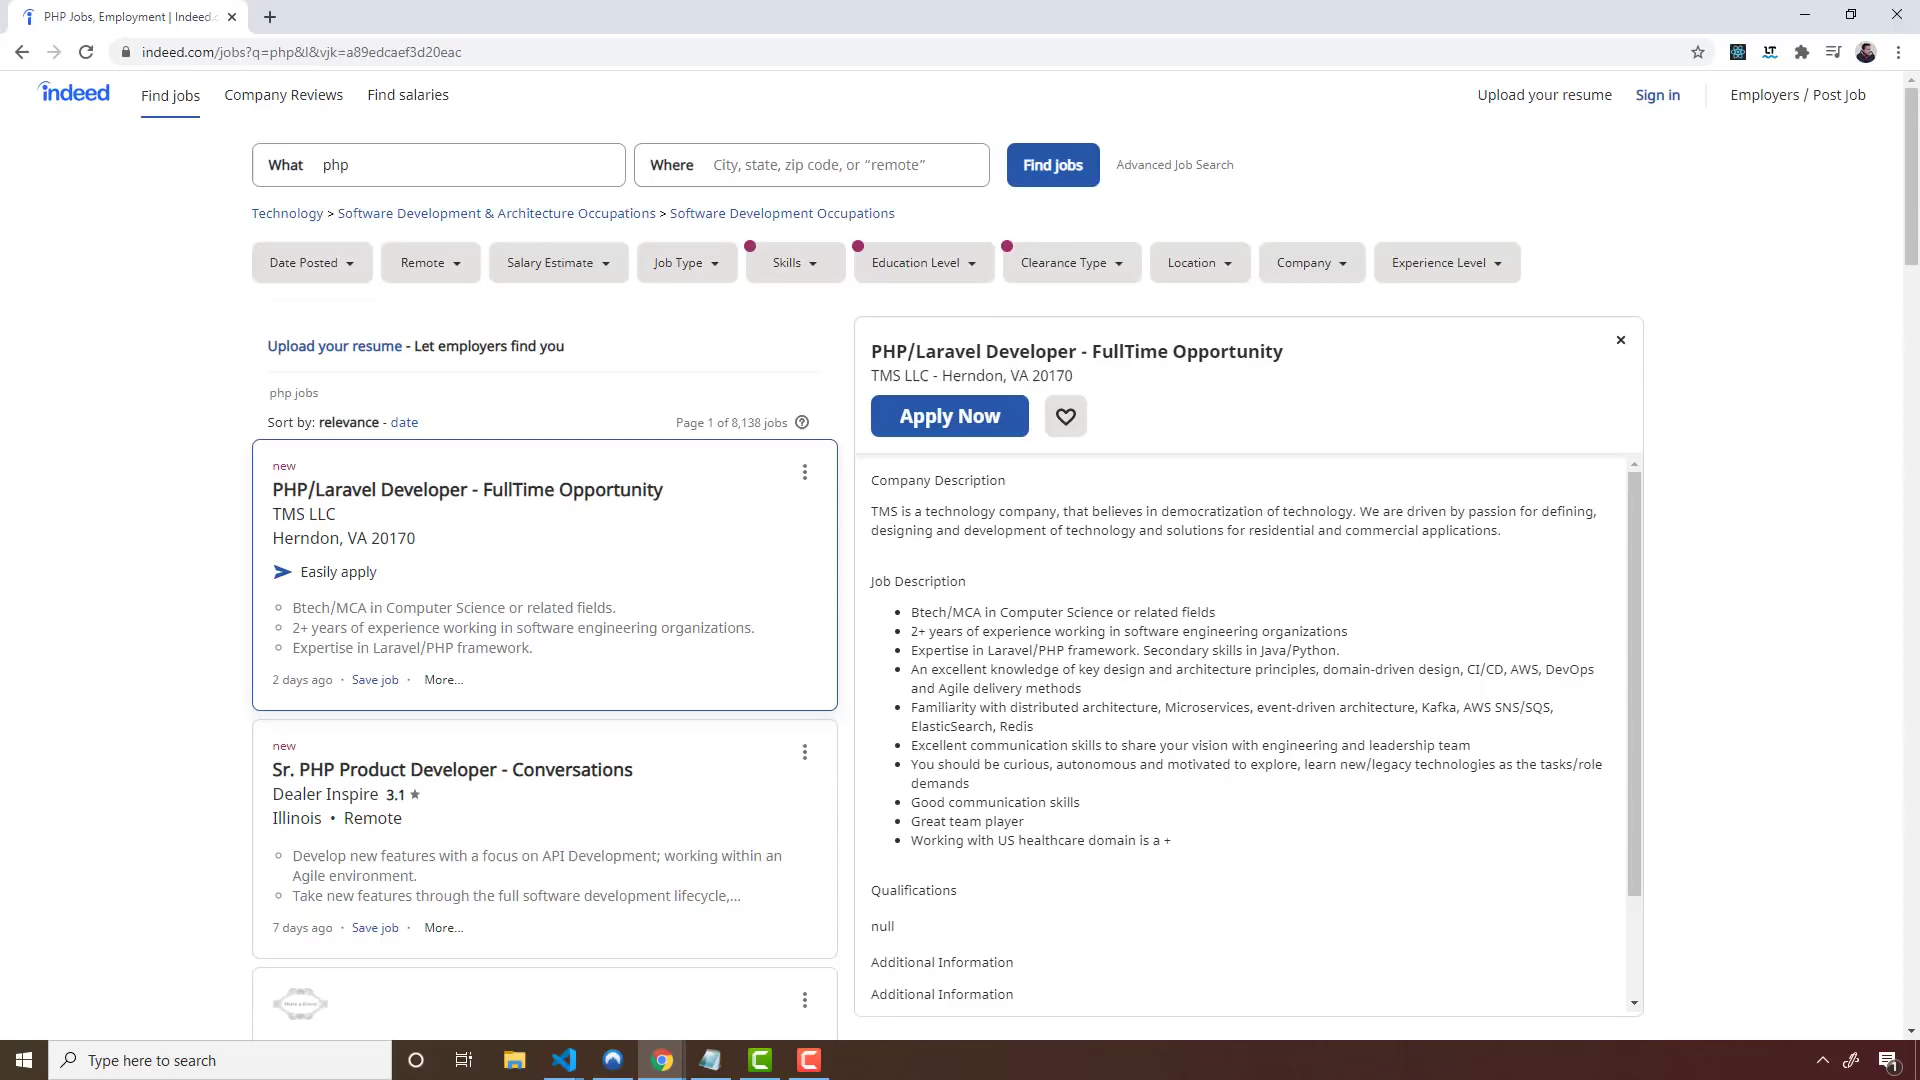 PHP Jobs, Employment | Indeed.c
indeed.com/jobs?q=php&l&vjk=a89edcaef3d20eac
indeed
Find jobs
Company Reviews
Find salaries
Upload your resume
Sign in
Employers / Post Job
What php
Where City, state, zip code, or “remote”
Find jobs
Advanced Job Search
Technology > Software Development & Architecture Occupations > Software Development Occupations
Date Posted
Remote
Salary Estimate
Job Type
Skills
Education Level
Clearance Type
Location
Company
Experience Level
Upload your resume - Let employers find you
php jobs
Sort by: relevance - date
Page 1 of 8,138 jobs
new
PHP/Laravel Developer - FullTime Opportunity
TMS LLC
Herndon, VA 20170
Easily apply
Btech/MCA in Computer Science or related fields.
2+ years of experience working in software engineering organizations.
Expertise in Laravel/PHP framework.
2 days ago · Save job · More...
new
Sr. PHP Product Developer - Conversations
Dealer Inspire 3.1
Illinois • Remote
Develop new features with a focus on API Development; working within an
Agile environment.
Take new features through the full software development lifecycle,...
7 days ago · Save job · More...
PHP/Laravel Developer - FullTime Opportunity
TMS LLC - Herndon, VA 20170
Apply Now
Company Description
TMS is a technology company, that believes in democratization of technology. We are driven by passion for defining,
designing and development of technology and solutions for residential and commercial applications.
Job Description
• Btech/MCA in Computer Science or related fields
• 2+ years of experience working in software engineering organizations
• Expertise in Laravel/PHP framework. Secondary skills in Java/Python.
• An excellent knowledge of key design and architecture principles, domain-driven design, CI/CD, AWS, DevOps
and Agile delivery methods
• Familiarity with distributed architecture, Microservices, event-driven architecture, Kafka, AWS SNS/SQS,
ElasticSearch, Redis
• Excellent communication skills to share your vision with engineering and leadership team
• You should be curious, autonomous and motivated to explore, learn new/legacy technologies as the tasks/role
demands
• Good communication skills
• Great team player
• Working with US healthcare domain is a +
Qualifications
null
Additional Information
Additional Information
Type here to search
1